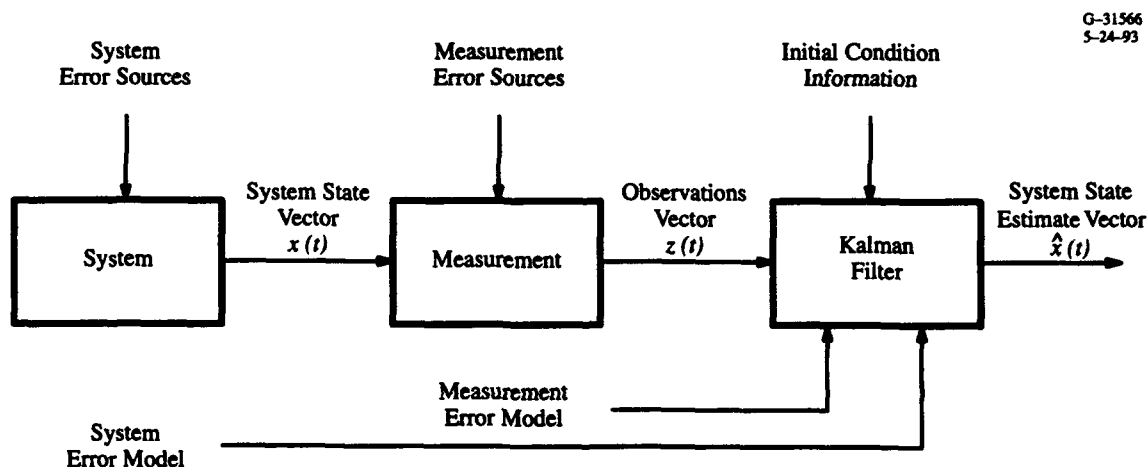 G-31566
5-24-93
System
Error Sources
Measurement
Error Sources
Initial Condition
Information
System
System State
Vector
x (t)
Measurement
Observations
Vector
z (t)
Kalman
Filter
System State
Estimate Vector
x̂ (t)
Measurement
Error Model
System
Error Model